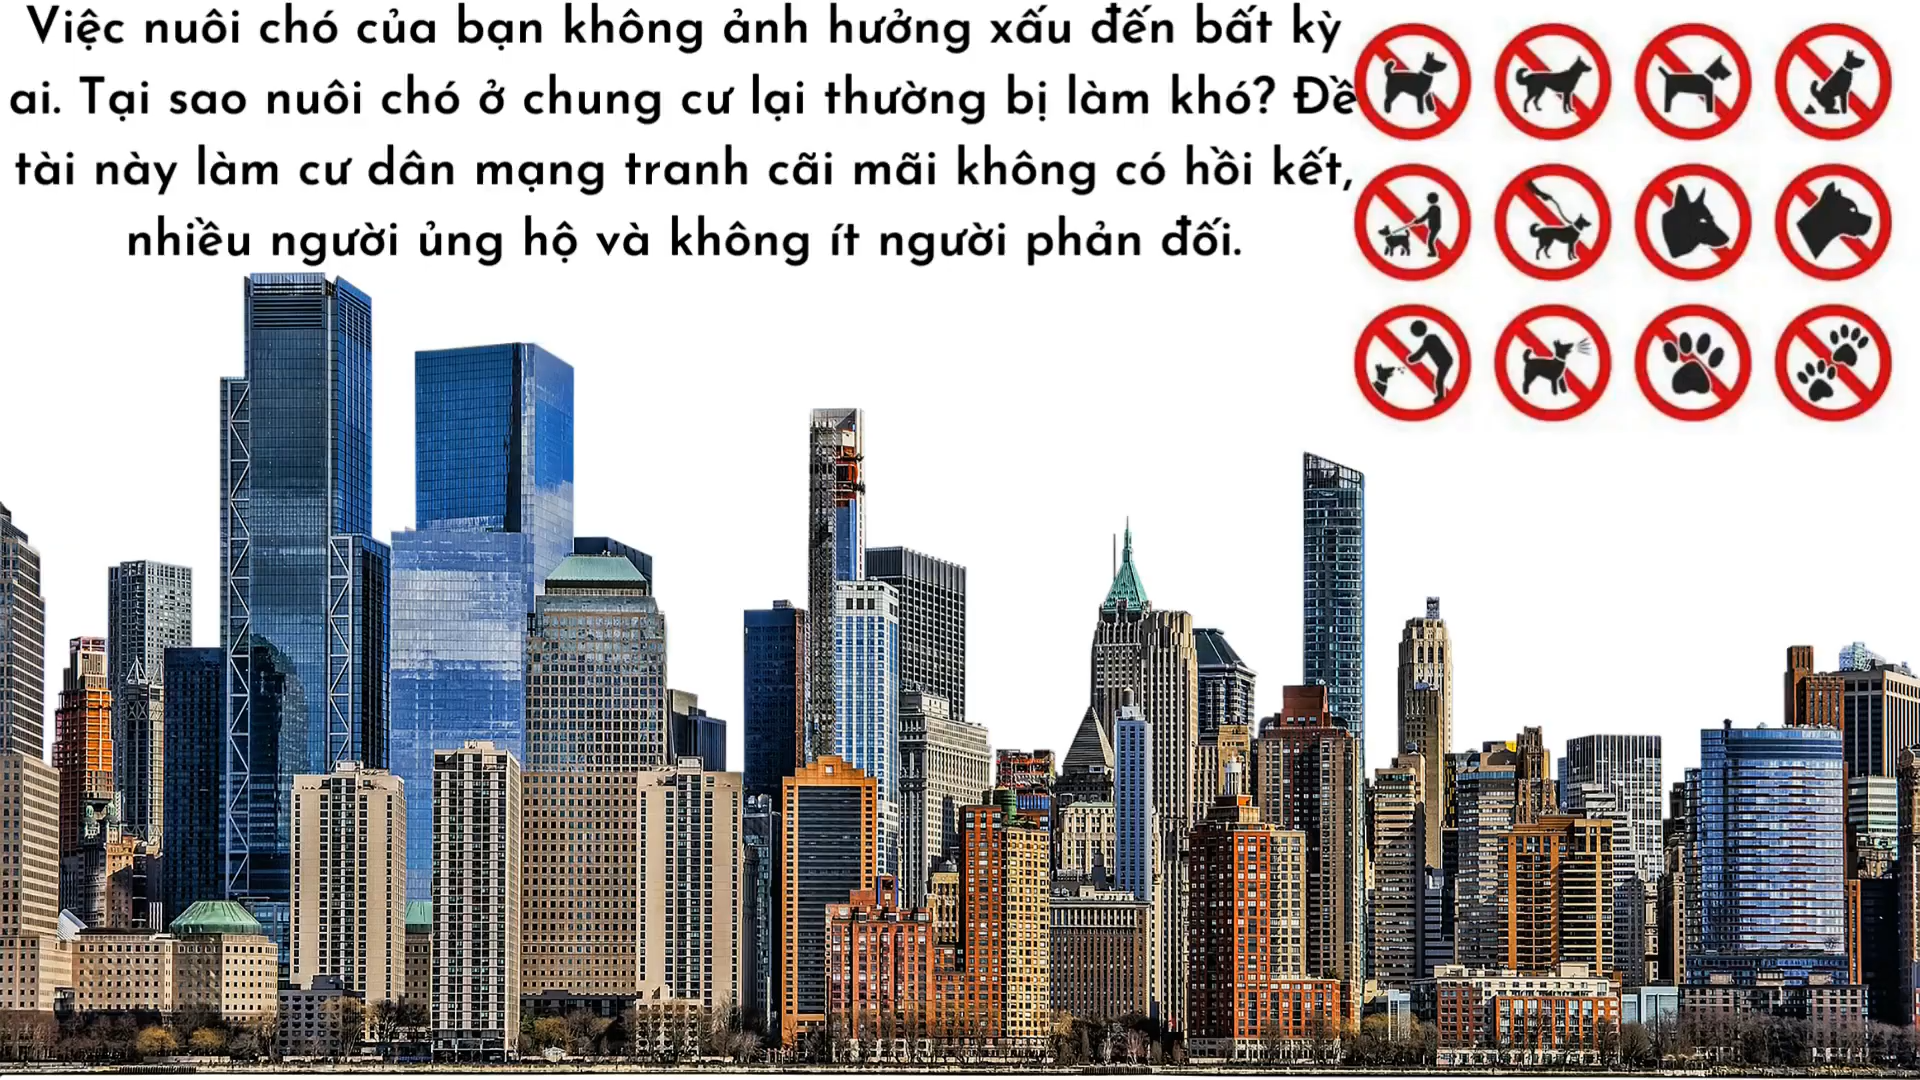 Việc nuôi chó của bạn không ảnh hưởng xấu đến bất kỳ
ai. Tại sao nuôi chó ở chung cư lại thường bị làm khó? Đề
tài này làm cư dân mạng tranh cãi mãi không có hồi kết,
nhiều người ủng hộ và không ít người phản đối.